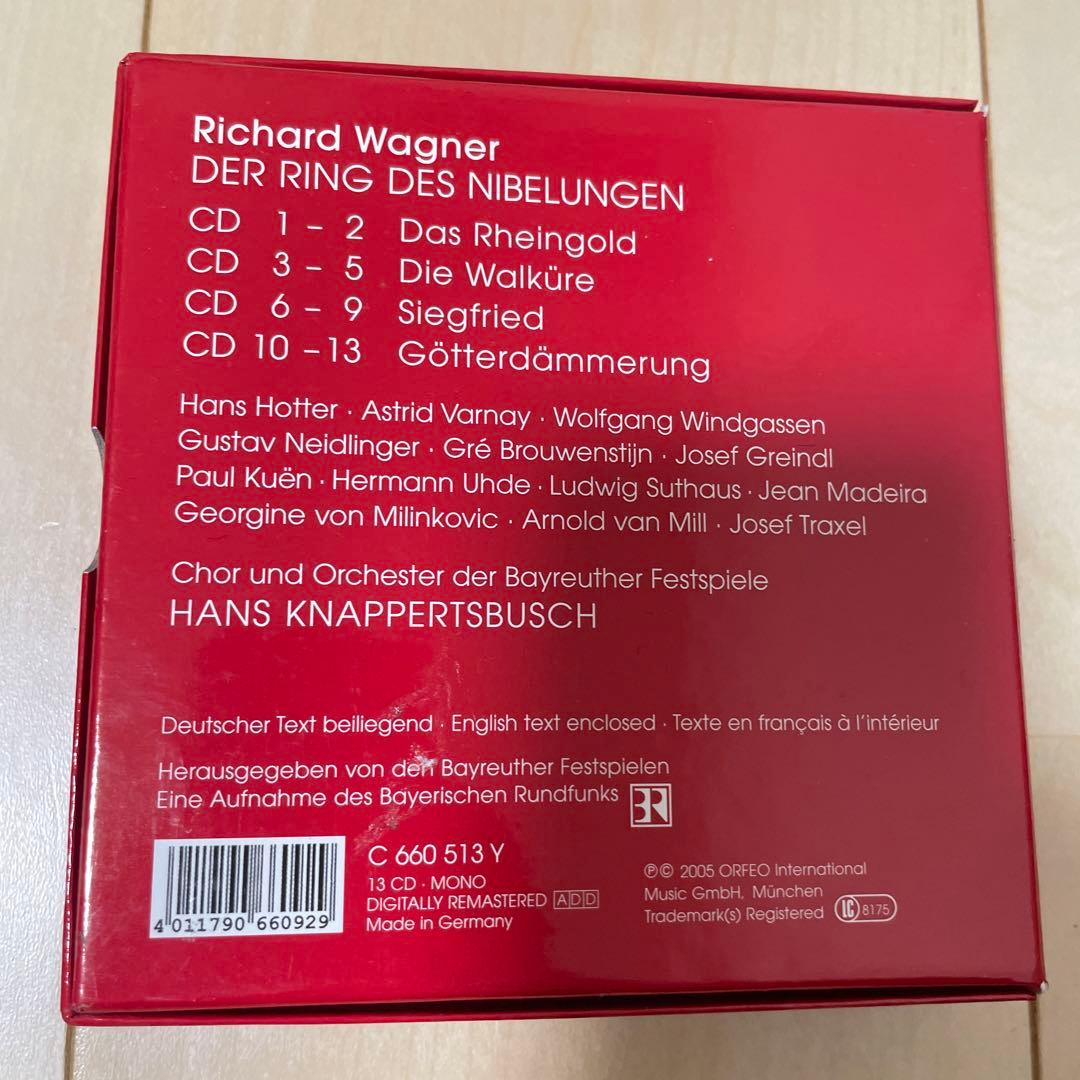 Richard Wagner
DER RING DES NIBELUNGEN
CD 1 – 2 Das Rheingold
CD 3 – 5 Die Walküre
CD 6 – 9 Siegfried
CD 10 – 13 Götterdämmerung
Hans Hotter · Astrid Varnay · Wolfgang Windgassen
Gustav Neidlinger · Gré Brouwenstijn · Josef Greindl
Paul Kuën · Hermann Uhde · Ludwig Suthaus · Jean Madeira
Georgine von Milinkovic · Arnold van Mill · Josef Traxel
Chor und Orchester der Bayreuther Festspiele
HANS KNAPPERTSBUSCH
Deutscher Text beiliegend · English text enclosed · Texte en français à l'intérieur
Herausgegeben von den Bayreuther Festspielen
Eine Aufnahme des Bayerischen Rundfunks BR
C 660 513 Y
13 CD · MONO
DIGITALLY REMASTERED ADD
Made in Germany
4 011790 660929
℗© 2005 ORFEO International
Music GmbH, München
Trademark(s) Registered LC 8175